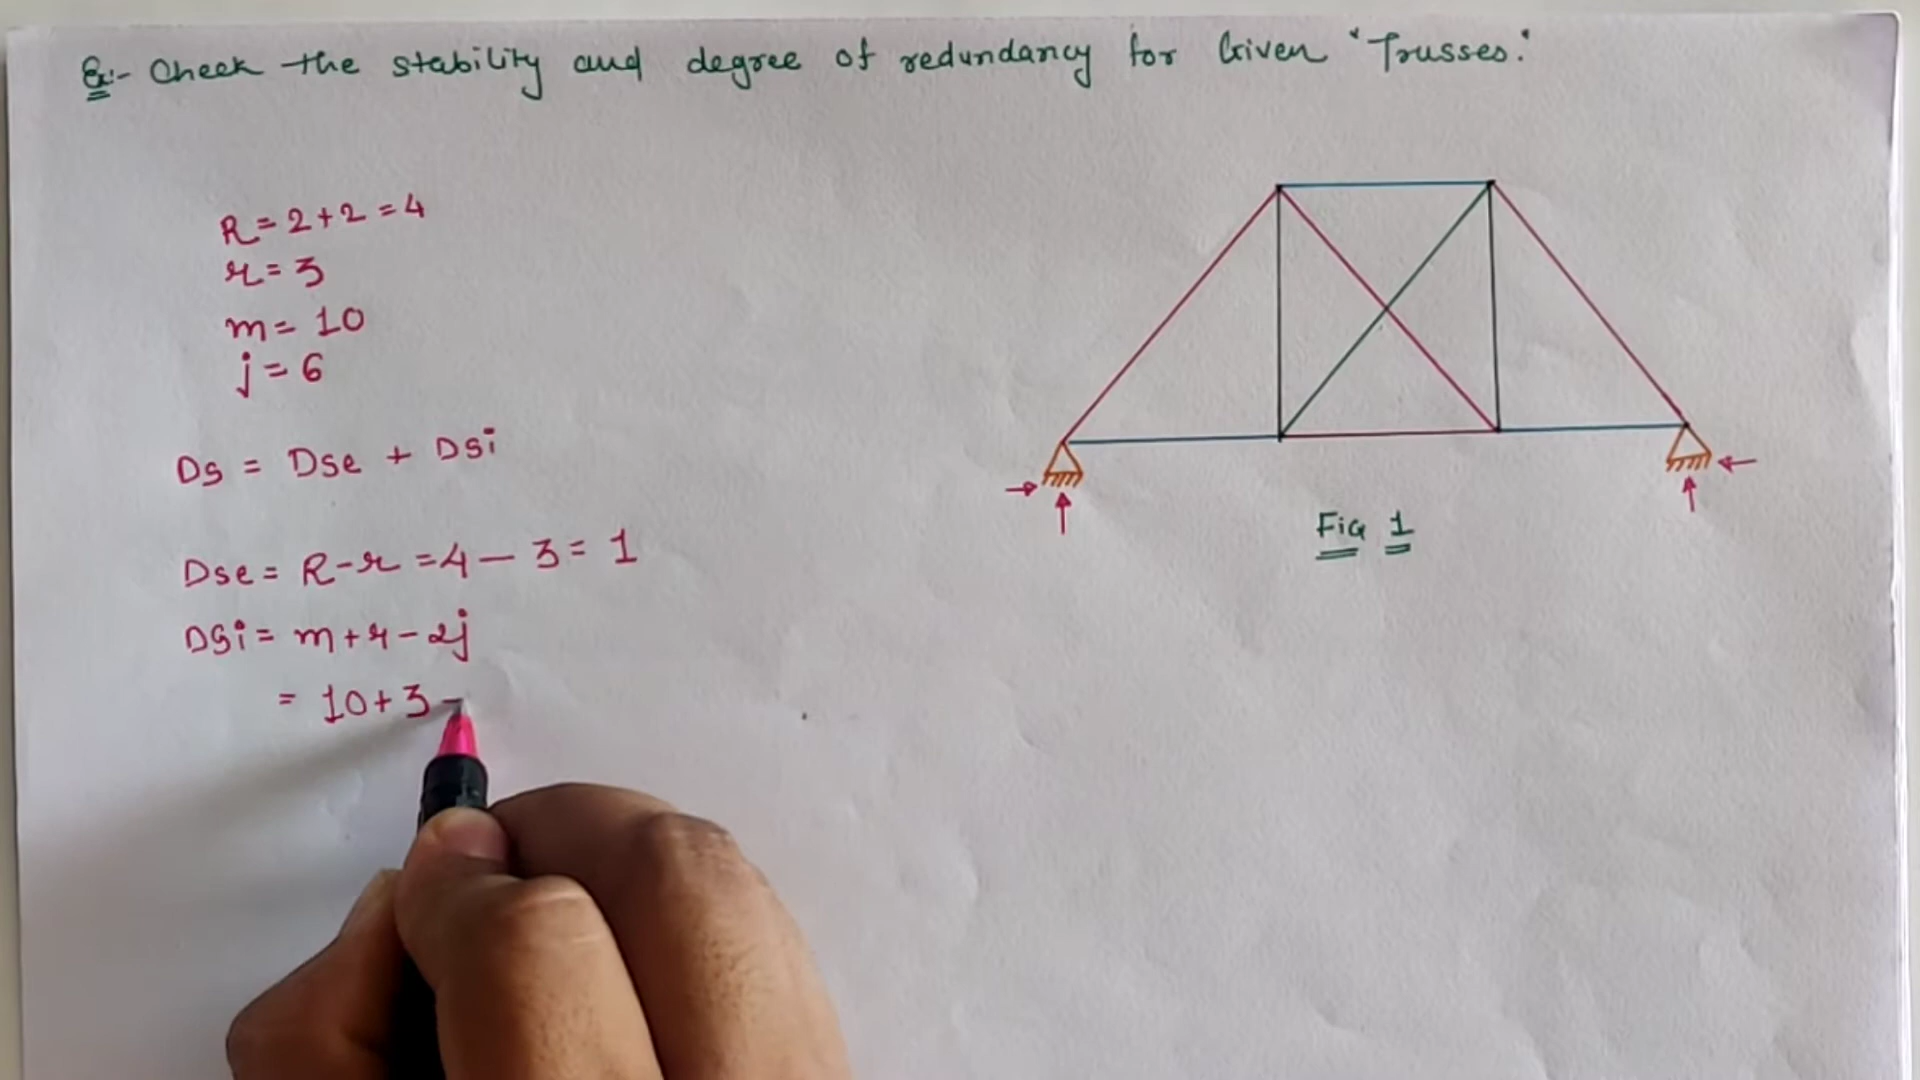 Ex:- Check the stability and degree of redundancy for Given "Trusses."
R = 2 + 2 = 4
r = 3
m = 10
j = 6
Ds = Dse + Dsi
Dse = R - r = 4 - 3 = 1
Dsi = m + r - 2j
= 10 + 3 -
Fig 1